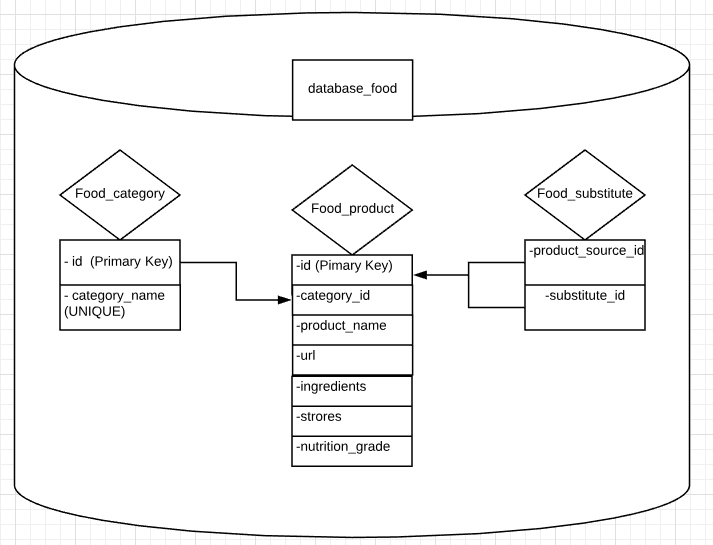 database_food
Food_category
- id  (Primary Key)
- category_name
(UNIQUE)
Food_product
-id (Pimary Key)
-category_id
-product_name
-url
-ingredients
-strores
-nutrition_grade
Food_substitute
-product_source_id
-substitute_id